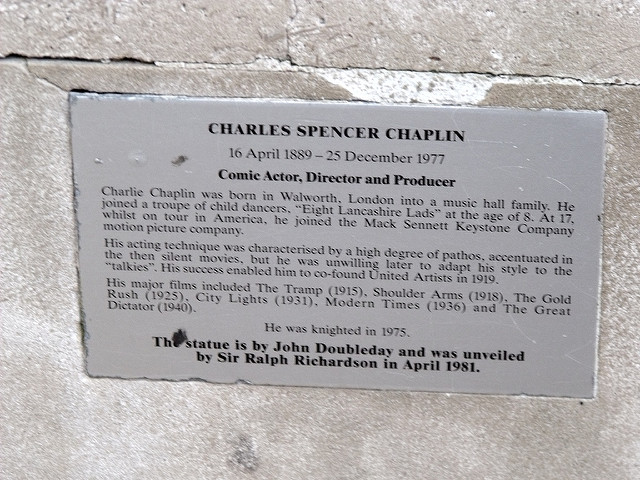 CHARLES SPENCER CHAPLIN
16 April 1889 – 25 December 1977
Comic Actor, Director and Producer
Charlie Chaplin was born in Walworth, London into a music hall family. He
joined a troupe of child dancers, "Eight Lancashire Lads" at the age of 8. At 17,
whilst on tour in America, he joined the Mack Sennett Keystone Company
motion picture company.
His acting technique was characterised by a high degree of pathos, accentuated in
the then silent movies, but he was unwilling later to adapt his style to the
"talkies". His success enabled him to co-found United Artists in 1919.
His major films included The Tramp (1915), Shoulder Arms (1918), The Gold
Rush (1925), City Lights (1931), Modern Times (1936) and The Great
Dictator (1940).
He was knighted in 1975.
The statue is by John Doubleday and was unveiled
by Sir Ralph Richardson in April 1981.